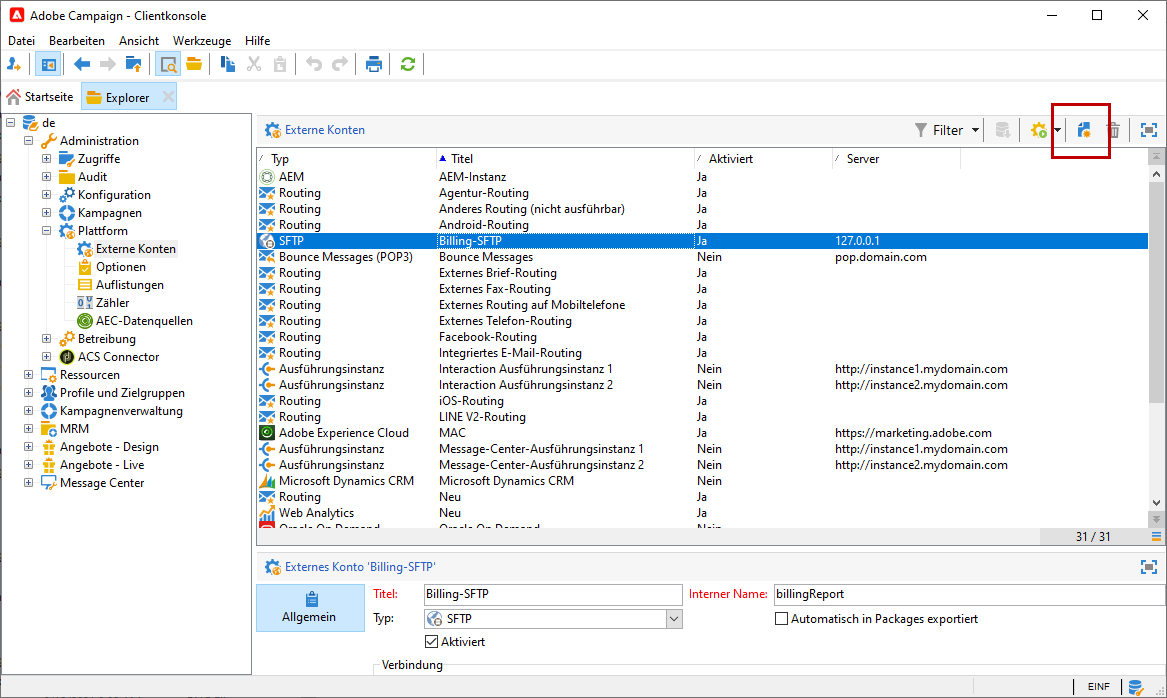 Adobe Campaign - Clientkonsole
Datei Bearbeiten Ansicht Werkzeuge Hilfe
Startseite Explorer
de
Administration
Zugriffe
Audit
Konfiguration
Kampagnen
Plattform
Externe Konten
Optionen
Auflistungen
Zähler
AEC-Datenquellen
Betreibung
ACS Connector
Ressourcen
Profile und Zielgruppen
Kampagnenverwaltung
MRM
Angebote - Design
Angebote - Live
Message Center
Externe Konten Filter
Typ Titel Aktiviert Server
AEM AEM-Instanz Ja
Routing Agentur-Routing Ja
Routing Anderes Routing (nicht ausführbar) Ja
Routing Android-Routing Ja
SFTP Billing-SFTP Ja 127.0.0.1
Bounce Messages (POP3) Bounce Messages Nein pop.domain.com
Routing Externes Brief-Routing Ja
Routing Externes Fax-Routing Ja
Routing Externes Routing auf Mobiltelefone Ja
Routing Externes Telefon-Routing Ja
Routing Facebook-Routing Ja
Routing Integriertes E-Mail-Routing Ja
Ausführungsinstanz Interaction Ausführungsinstanz 1 Nein http://instance1.mydomain.com
Ausführungsinstanz Interaction Ausführungsinstanz 2 Nein http://instance2.mydomain.com
Routing iOS-Routing Ja
Routing LINE V2-Routing Ja
Adobe Experience Cloud MAC Ja https://marketing.adobe.com
Ausführungsinstanz Message-Center-Ausführungsinstanz 1 Nein http://instance1.mydomain.com
Ausführungsinstanz Message-Center-Ausführungsinstanz 2 Nein http://instance2.mydomain.com
Microsoft Dynamics CRM Microsoft Dynamics CRM Nein
Routing Neu Ja
Web Analytics Neu Ja
Oracle On Demand Oracle On Demand Nein
31 / 31
Externes Konto 'Billing-SFTP'
Allgemein
Titel: Billing-SFTP Interner Name: billingReport
Typ: SFTP Automatisch in Packages exportiert
Aktiviert
Verbindung
EINF